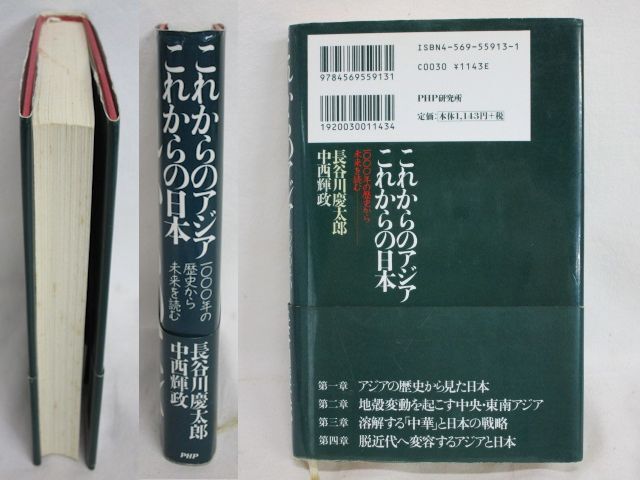 これからのアジア
これからの日本
一〇〇〇年の
歴史から
未来を読む
長谷川慶太郎
中西輝政
PHP
9784569559131
1920030011434
ISBN4-569-55913-1
C0030 ¥1143E
PHP研究所
定価:本体1,143円+税
これからのアジア
これからの日本
一〇〇〇年の歴史から
未来を読む
長谷川慶太郎
中西輝政
第一章 アジアの歴史から見た日本
第二章 地殻変動を起こす中央・東南アジア
第三章 溶解する「中華」と日本の戦略
第四章 脱近代へ変容するアジアと日本